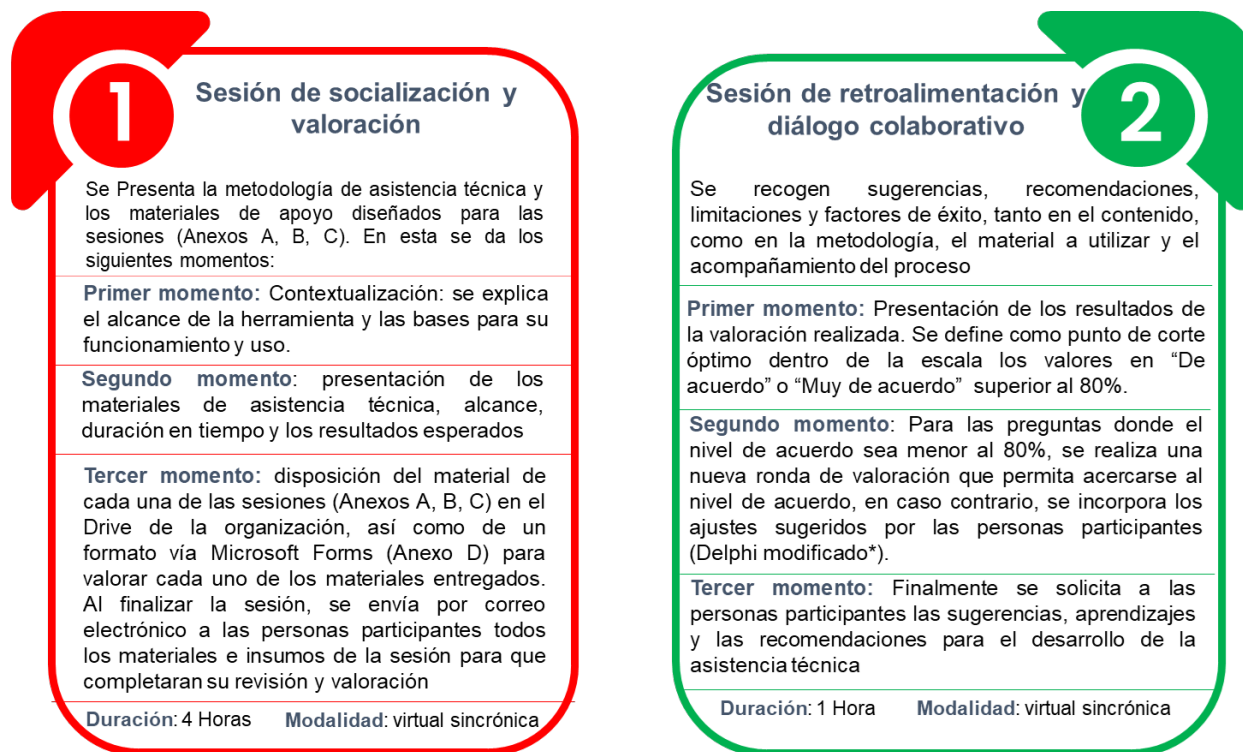 1
Sesión de socialización y
valoración
Se Presenta la metodología de asistencia técnica y
los materiales de apoyo diseñados para las
sesiones (Anexos A, B, C). En esta se da los
siguientes momentos:
Primer momento: Contextualización: se explica
el alcance de la herramienta y las bases para su
funcionamiento y uso.
Segundo momento: presentación de los
materiales de asistencia técnica, alcance,
duración en tiempo y los resultados esperados
Tercer momento: disposición del material de
cada una de las sesiones (Anexos A, B, C) en el
Drive de la organización, así como de un
formato vía Microsoft Forms (Anexo D) para
valorar cada uno de los materiales entregados.
Al finalizar la sesión, se envía por correo
electrónico a las personas participantes todos
los materiales e insumos de la sesión para que
completaran su revisión y valoración
Duración: 4 Horas Modalidad: virtual sincrónica
2
Sesión de retroalimentación y
diálogo colaborativo
Se recogen sugerencias, recomendaciones,
limitaciones y factores de éxito, tanto en el contenido,
como en la metodología, el material a utilizar y el
acompañamiento del proceso
Primer momento: Presentación de los resultados de
la valoración realizada. Se define como punto de corte
óptimo dentro de la escala los valores en “De
acuerdo” o “Muy de acuerdo” superior al 80%.
Segundo momento: Para las preguntas donde el
nivel de acuerdo sea menor al 80%, se realiza una
nueva ronda de valoración que permita acercarse al
nivel de acuerdo, en caso contrario, se incorpora los
ajustes sugeridos por las personas participantes
(Delphi modificado*).
Tercer momento: Finalmente se solicita a las
personas participantes las sugerencias, aprendizajes
y las recomendaciones para el desarrollo de la
asistencia técnica
Duración: 1 Hora Modalidad: virtual sincrónica